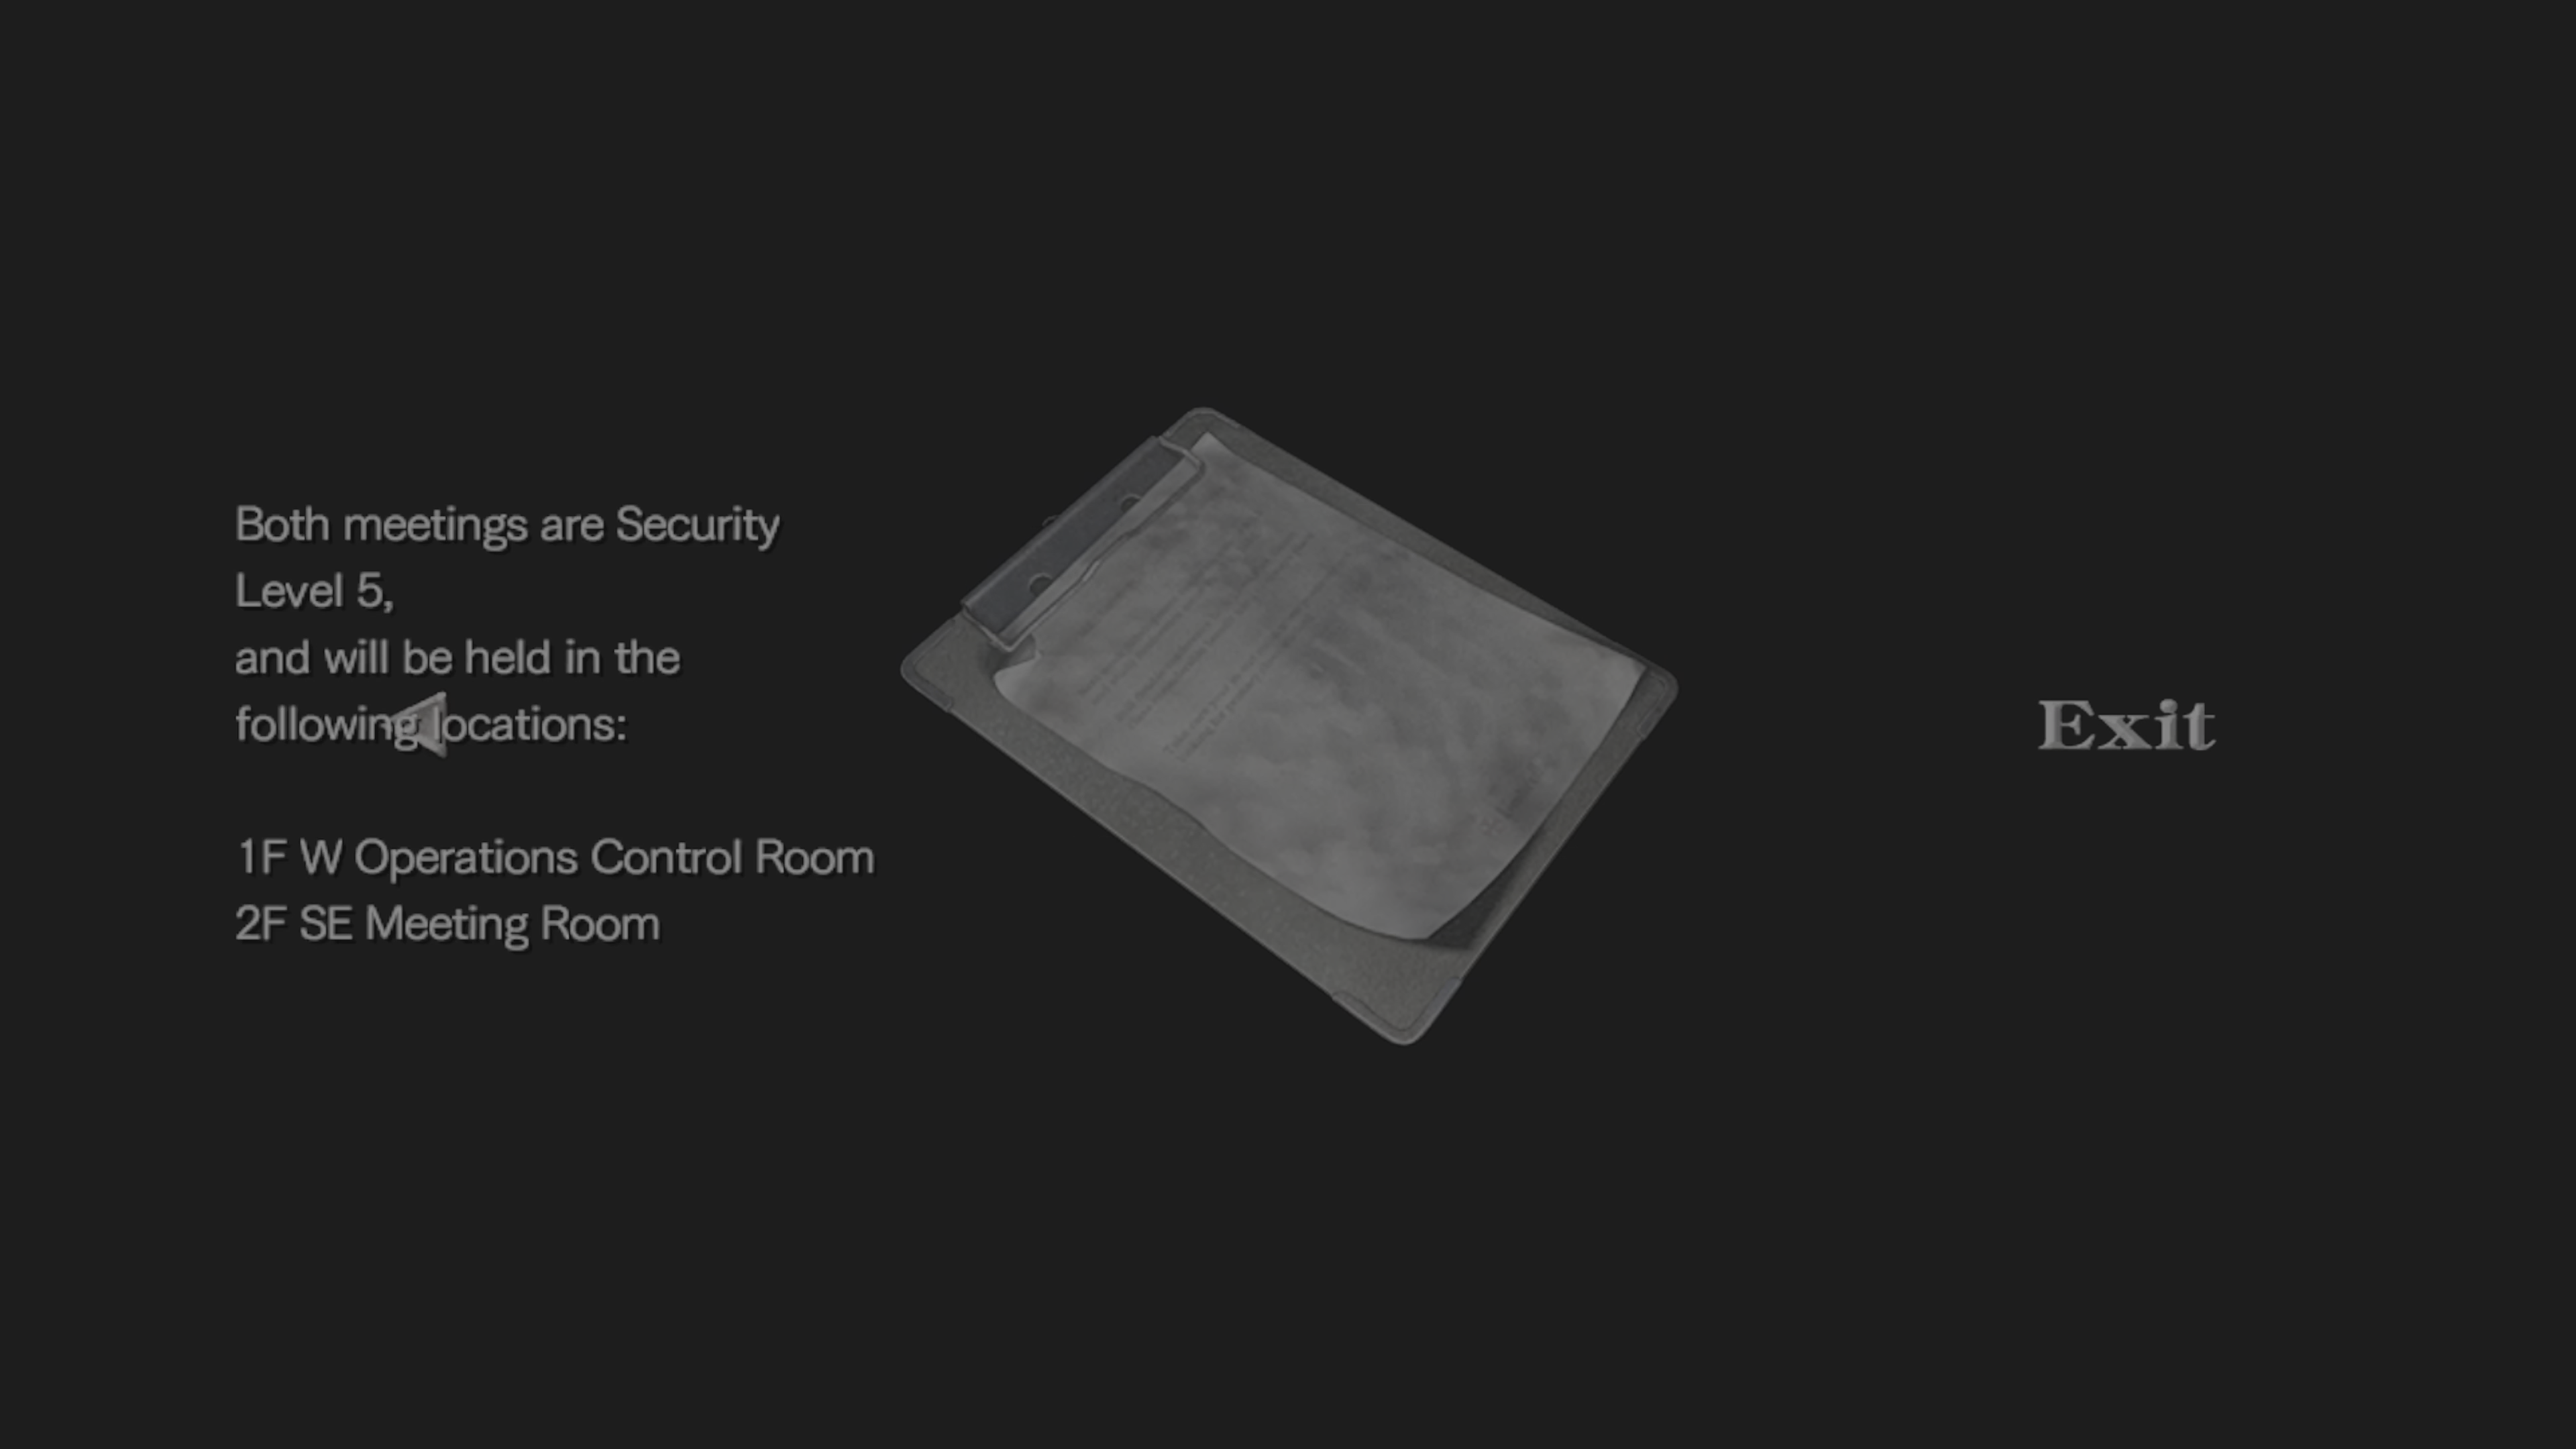 Both meetings are Security
Level 5,
and will be held in the
following locations:
1F W Operations Control Room
2F SE Meeting Room
Exit